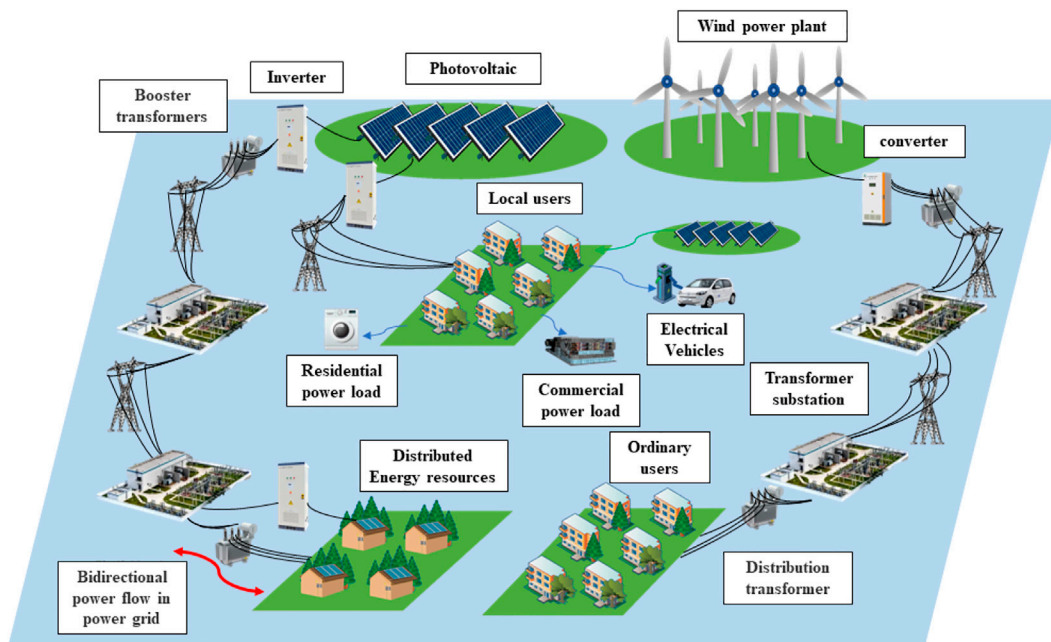 Wind power plant
Inverter
Photovoltaic
Booster
transformers
converter
Local users
Electrical
Vehicles
Residential
power load
Commercial
power load
Transformer
substation
Distributed
Energy resources
Ordinary
users
Bidirectional
power flow in
power grid
Distribution
transformer